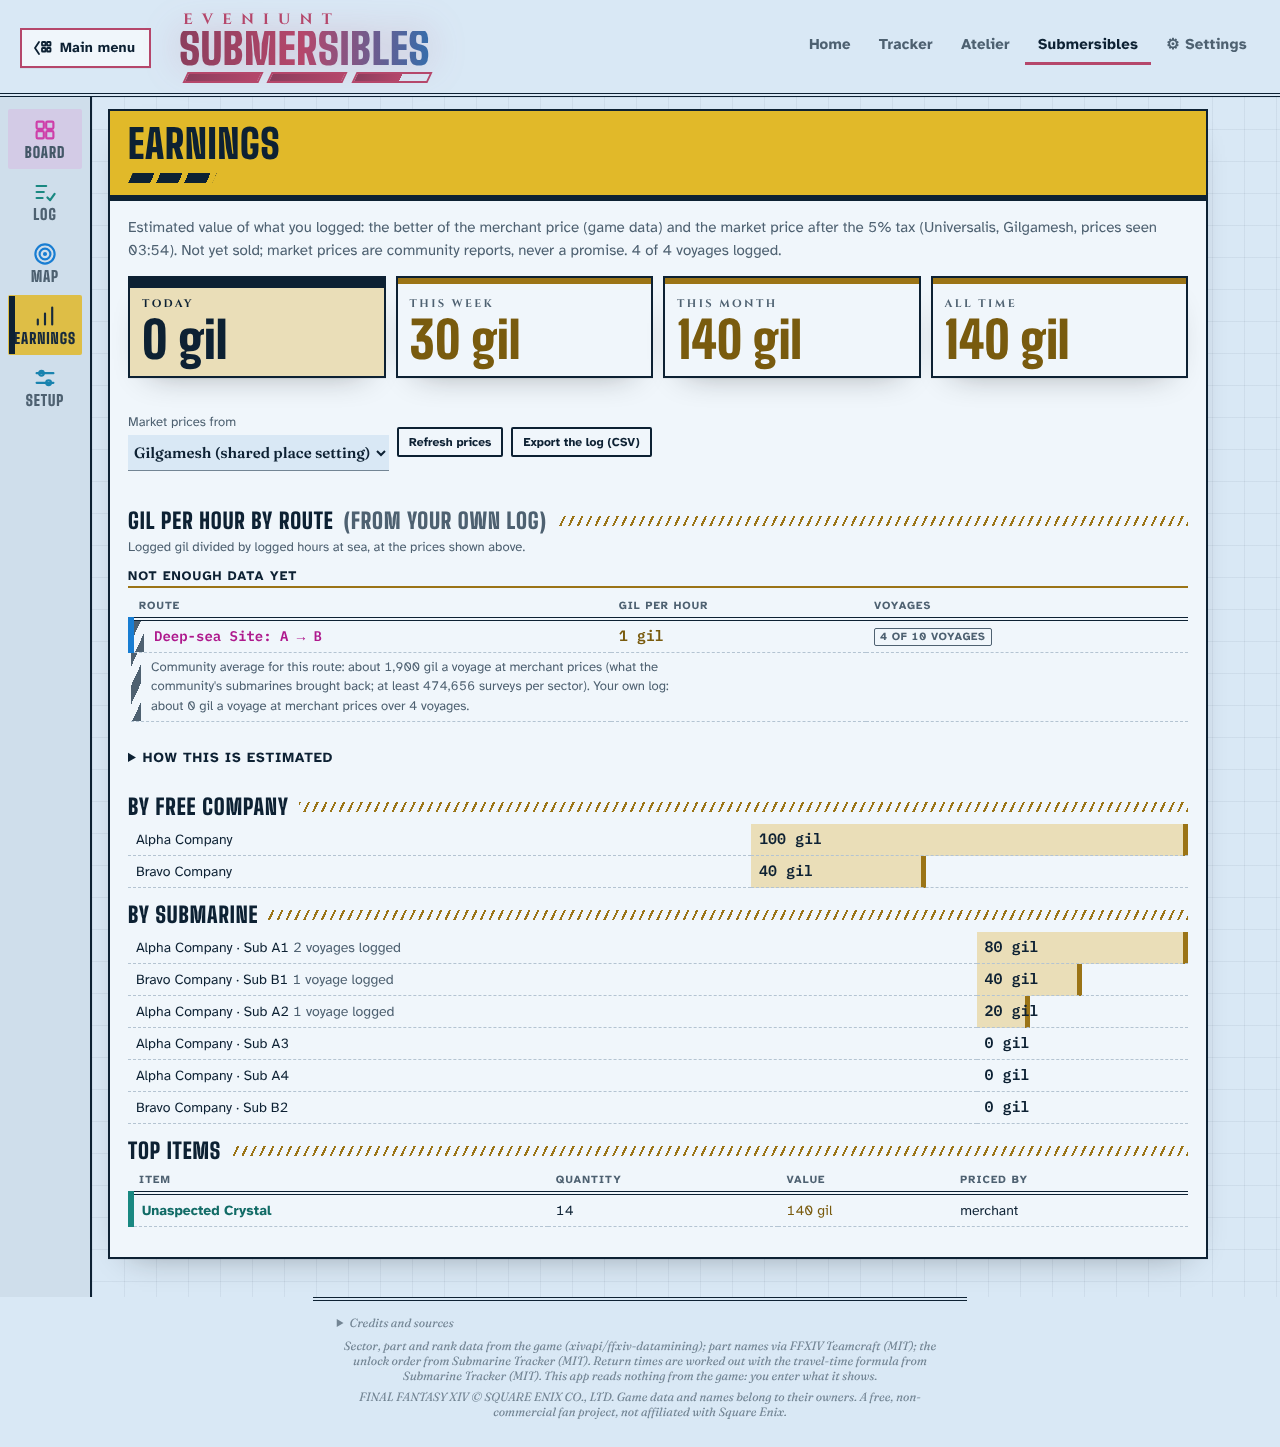 Main menu
EVENIUNT
SUBMERSIBLES
Home
Tracker
Atelier
Submersibles
⚙ Settings
BOARD
LOG
MAP
EARNINGS
SETUP
EARNINGS
Estimated value of what you logged: the better of the merchant price (game data) and the market price after the 5% tax (Universalis, Gilgamesh, prices seen
03:54). Not yet sold; market prices are community reports, never a promise. 4 of 4 voyages logged.
TODAY
0 gil
THIS WEEK
30 gil
THIS MONTH
140 gil
ALL TIME
140 gil
Market prices from
Gilgamesh (shared place setting)
Refresh prices
Export the log (CSV)
GIL PER HOUR BY ROUTE (FROM YOUR OWN LOG)
Logged gil divided by logged hours at sea, at the prices shown above.
NOT ENOUGH DATA YET
ROUTE GIL PER HOUR VOYAGES
Deep-sea Site: A → B 1 gil 4 OF 10 VOYAGES
Community average for this route: about 1,900 gil a voyage at merchant prices (what the
community's submarines brought back; at least 474,656 surveys per sector). Your own log:
about 0 gil a voyage at merchant prices over 4 voyages.
▶ HOW THIS IS ESTIMATED
BY FREE COMPANY
Alpha Company 100 gil
Bravo Company 40 gil
BY SUBMARINE
Alpha Company · Sub A1 2 voyages logged 80 gil
Bravo Company · Sub B1 1 voyage logged 40 gil
Alpha Company · Sub A2 1 voyage logged 20 gil
Alpha Company · Sub A3 0 gil
Alpha Company · Sub A4 0 gil
Bravo Company · Sub B2 0 gil
TOP ITEMS
ITEM QUANTITY VALUE PRICED BY
Unaspected Crystal 14 140 gil merchant
▶ Credits and sources
Sector, part and rank data from the game (xivapi/ffxiv-datamining); part names via FFXIV Teamcraft (MIT); the
unlock order from Submarine Tracker (MIT). Return times are worked out with the travel-time formula from
Submarine Tracker (MIT). This app reads nothing from the game: you enter what it shows.
FINAL FANTASY XIV © SQUARE ENIX CO., LTD. Game data and names belong to their owners. A free, non-
commercial fan project, not affiliated with Square Enix.